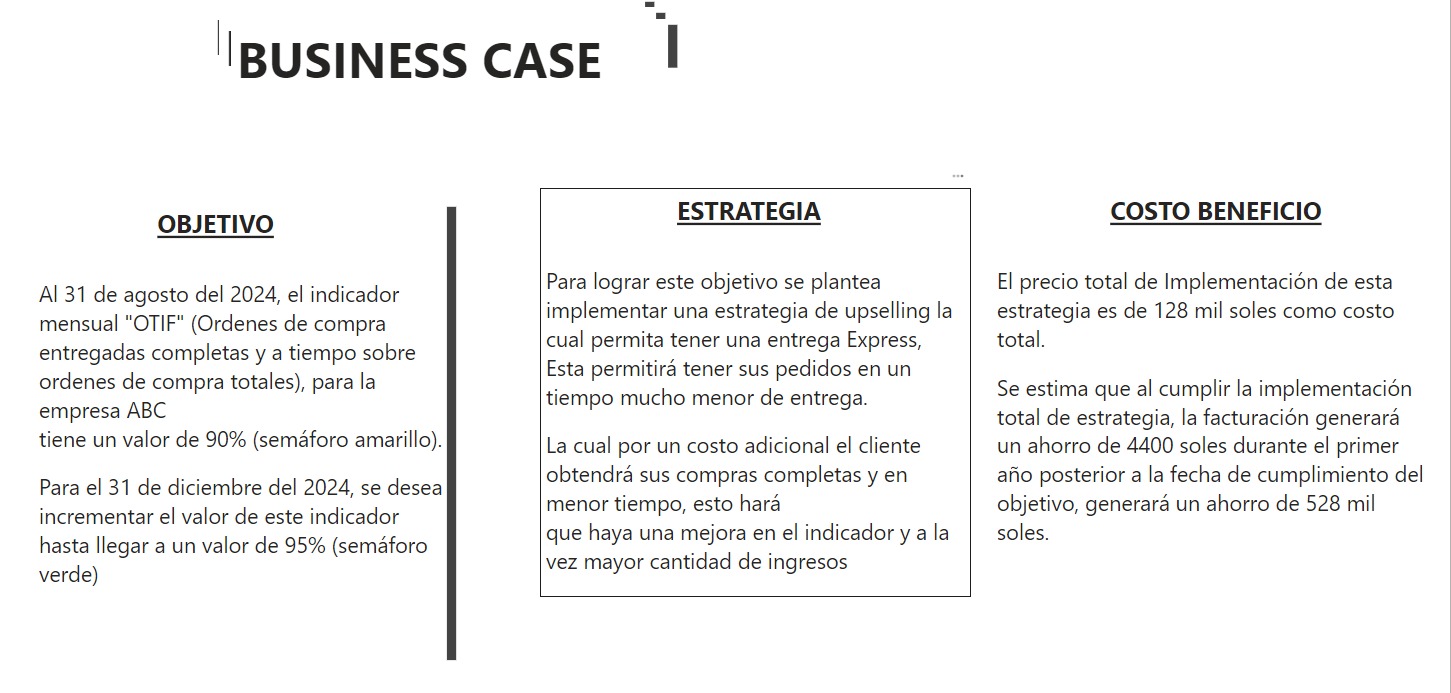 BUSINESS CASE
OBJETIVO
Al 31 de agosto del 2024, el indicador
mensual "OTIF" (Ordenes de compra
entregadas completas y a tiempo sobre
ordenes de compra totales), para la
empresa ABC
tiene un valor de 90% (semáforo amarillo).
Para el 31 de diciembre del 2024, se desea
incrementar el valor de este indicador
hasta llegar a un valor de 95% (semáforo
verde)
ESTRATEGIA
Para lograr este objetivo se plantea
implementar una estrategia de upselling la
cual permita tener una entrega Express,
Esta permitirá tener sus pedidos en un
tiempo mucho menor de entrega.
La cual por un costo adicional el cliente
obtendrá sus compras completas y en
menor tiempo, esto hará
que haya una mejora en el indicador y a la
vez mayor cantidad de ingresos
COSTO BENEFICIO
El precio total de Implementación de esta
estrategia es de 128 mil soles como costo
total.
Se estima que al cumplir la implementación
total de estrategia, la facturación generará
un ahorro de 4400 soles durante el primer
año posterior a la fecha de cumplimiento del
objetivo, generará un ahorro de 528 mil
soles.